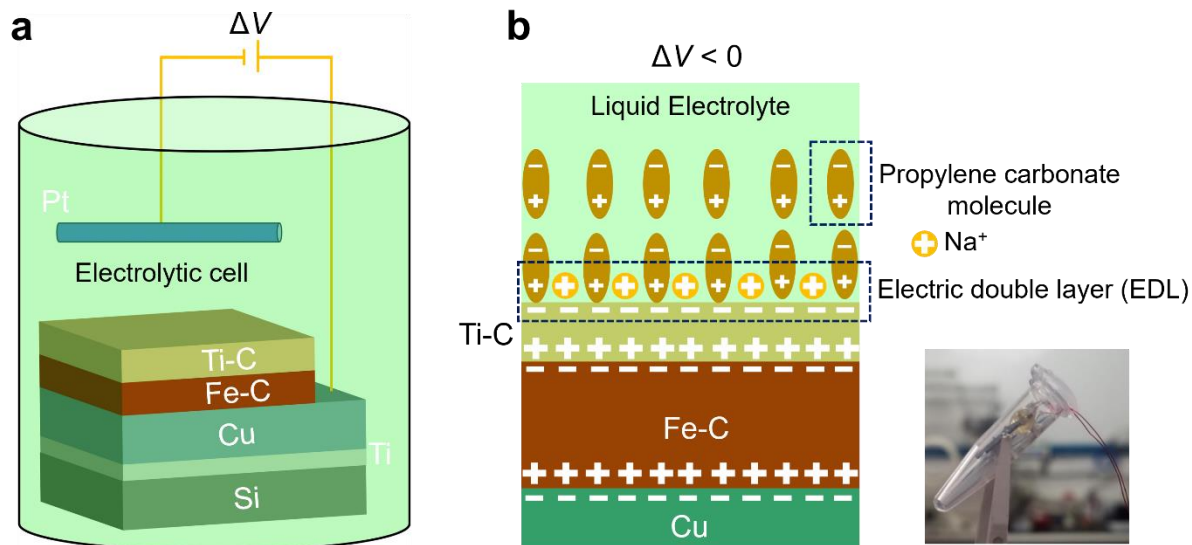 a
ΔV
Pt
Electrolytic cell
Ti-C
Fe-C
Cu
Ti
Si
b
ΔV < 0
Liquid Electrolyte
Propylene carbonate
molecule
Na⁺
Electric double layer (EDL)
Ti-C
Fe-C
Cu